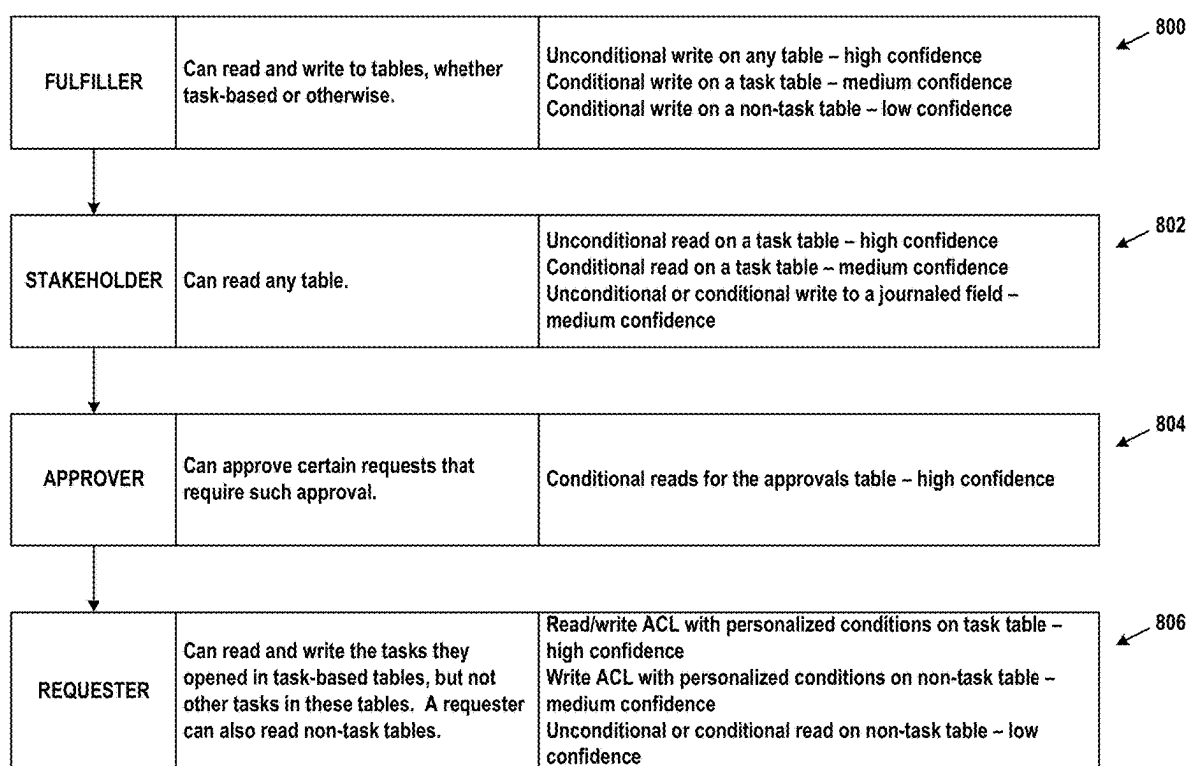 800
FULFILLER
Can read and write to tables, whether
task-based or otherwise.
Unconditional write on any table – high confidence
Conditional write on a task table – medium confidence
Conditional write on a non-task table – low confidence
802
STAKEHOLDER
Can read any table.
Unconditional read on a task table – high confidence
Conditional read on a task table – medium confidence
Unconditional or conditional write to a journaled field –
medium confidence
804
APPROVER
Can approve certain requests that
require such approval.
Conditional reads for the approvals table – high confidence
806
REQUESTER
Can read and write the tasks they
opened in task-based tables, but not
other tasks in these tables.  A requester
can also read non-task tables.
Read/write ACL with personalized conditions on task table –
high confidence
Write ACL with personalized conditions on non-task table –
medium confidence
Unconditional or conditional read on non-task table – low
confidence